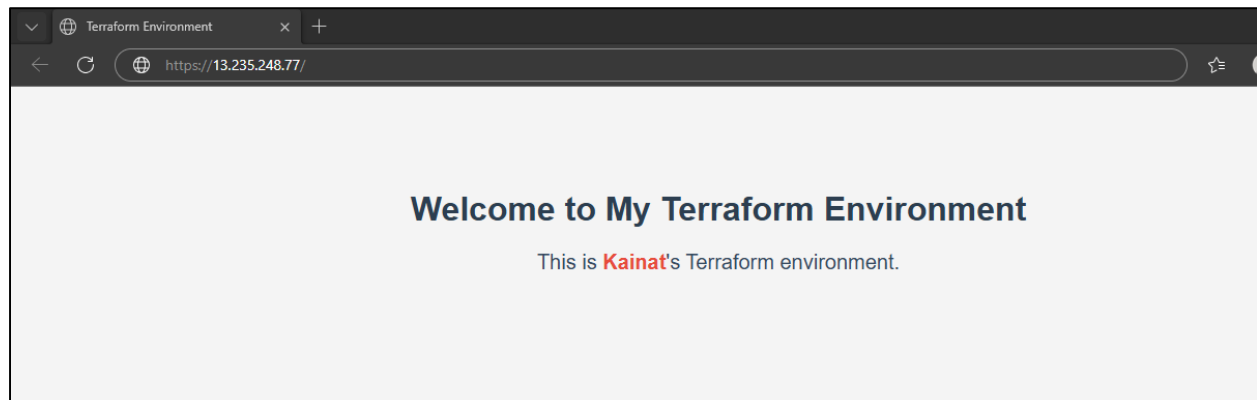 Terraform Environment
https://13.235.248.77/
Welcome to My Terraform Environment
This is Kainat's Terraform environment.